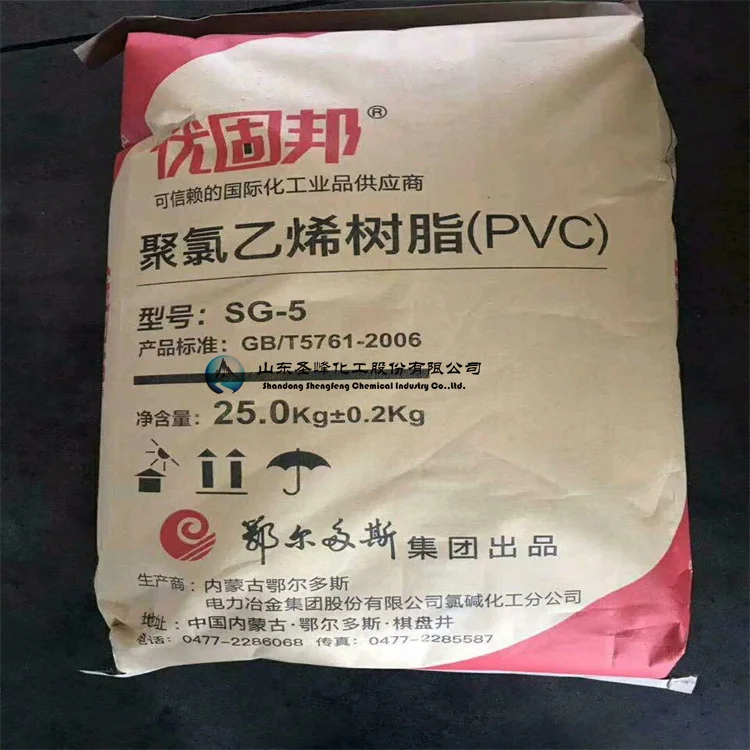 优固邦®
可信赖的国际化工业品供应商
聚氯乙烯树脂(PVC)
型号：SG-5
产品标准：GB/T5761-2006
山东圣峰化工股份有限公司
Shandong Shengfeng Chemical Industry Co.,Ltd.
净含量：25.0Kg±0.2Kg
鄂尔多斯集团出品
生产商：内蒙古鄂尔多斯
电力冶金集团股份有限公司氯碱化工分公司
地址：中国内蒙古·鄂尔多斯·棋盘井
电话：0477-2286068 传真：0477-2285587